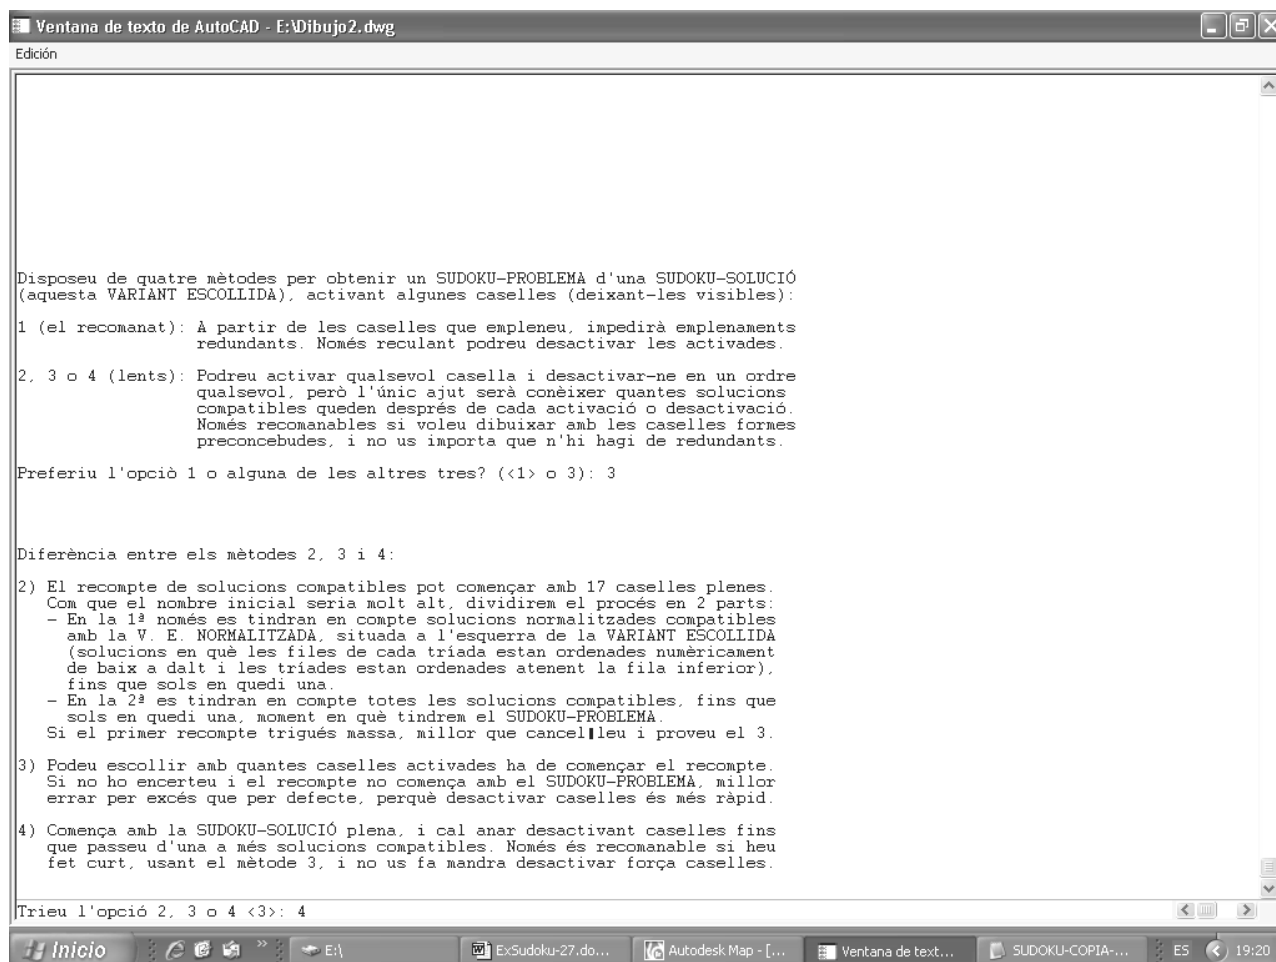 Ventana de texto de AutoCAD - E:\Dibujo2.dwg
Edición
Disposeu de quatre mètodes per obtenir un SUDOKU-PROBLEMA d'una SUDOKU-SOLUCIÓ
(aquesta VARIANT ESCOLLIDA), activant algunes caselles (deixant-les visibles):
1 (el recomanat): A partir de les caselles que empleneu, impedirà emplenaments
redundants. Només reculant podreu desactivar les activades.
2, 3 o 4 (lents): Podreu activar qualsevol casella i desactivar-ne en un ordre
qualsevol, però l'únic ajut serà conèixer quantes solucions
compatibles queden després de cada activació o desactivació.
Només recomanables si voleu dibuixar amb les caselles formes
preconcebudes, i no us importa que n'hi hagi de redundants.
Preferiu l'opciò 1 o alguna de les altres tres? (<1> o 3): 3
Diferència entre els mètodes 2, 3 i 4:
2) El recompte de solucions compatibles pot començar amb 17 caselles plenes.
Com que el nombre inicial seria molt alt, dividirem el procés en 2 parts:
- En la 1ª només es tindran en compte solucions normalitzades compatibles
amb la V. E. NORMALITZADA, situada a l'esquerra de la VARIANT ESCOLLIDA
(solucions en què les files de cada tríada estan ordenades numèricament
de baix a dalt i les tríades estan ordenades atenent la fila inferior),
fins que sols en quedi una.
- En la 2ª es tindran en compte totes les solucions compatibles, fins que
sols en quedi una, moment en què tindrem el SUDOKU-PROBLEMA.
Si el primer recompte trigués massa, millor que cancel▮leu i proveu el 3.
3) Podeu escollir amb quantes caselles activades ha de començar el recompte.
Si no ho encerteu i el recompte no comença amb el SUDOKU-PROBLEMA, millor
errar per excés que per defecte, perquè desactivar caselles és més ràpid.
4) Comença amb la SUDOKU-SOLUCIÓ plena, i cal anar desactivant caselles fins
que passeu d'una a més solucions compatibles. Només és recomanable si heu
fet curt, usant el mètode 3, i no us fa mandra desactivar força caselles.
Trieu l'opció 2, 3 o 4 <3>: 4
Inicio » E:\ ExSudoku-27.do... Autodesk Map - [... Ventana de text... SUDOKU-COPIA-... ES 19:20